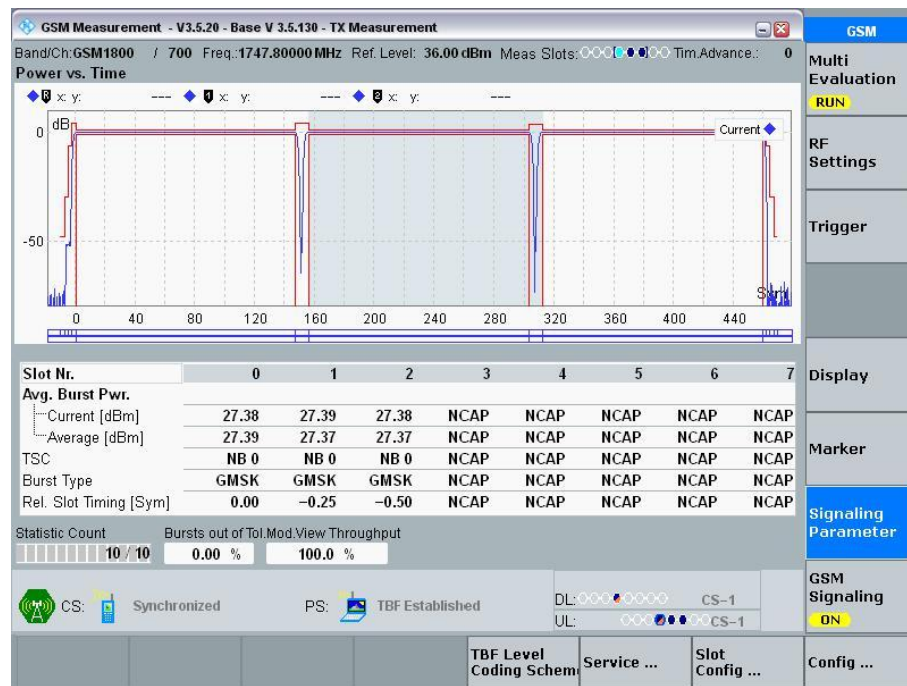 GSM Measurement - V3.5.20 - Base V 3.5.130 - TX Measurement
GSM
Band/Ch:GSM1800 / 700 Freq.:1747.80000 MHz Ref. Level: 36.00 dBm Meas Slots: Tim.Advance.: 0
Power vs. Time
R x: y: --- 1 x: y: --- 2 x: y: ---
dB
Current
0
-50
Sym
0 40 80 120 160 200 240 280 320 360 400 440
Slot Nr. 0 1 2 3 4 5 6 7
Avg. Burst Pwr.
Current [dBm] 27.38 27.39 27.38 NCAP NCAP NCAP NCAP NCAP
Average [dBm] 27.39 27.37 27.37 NCAP NCAP NCAP NCAP NCAP
TSC NB 0 NB 0 NB 0 NCAP NCAP NCAP NCAP NCAP
Burst Type GMSK GMSK GMSK NCAP NCAP NCAP NCAP NCAP
Rel. Slot Timing [Sym] 0.00 −0.25 −0.50 NCAP NCAP NCAP NCAP NCAP
Statistic Count Bursts out of Tol.Mod.View Throughput
10 / 10 0.00 % 100.0 %
CS: Synchronized PS: TBF Established
DL: CS−1
UL: CS−1
Multi
Evaluation
RUN
RF
Settings
Trigger
Display
Marker
Signaling
Parameter
GSM
Signaling
ON
TBF Level
Coding Schem
Service ...
Slot
Config ...
Config ...